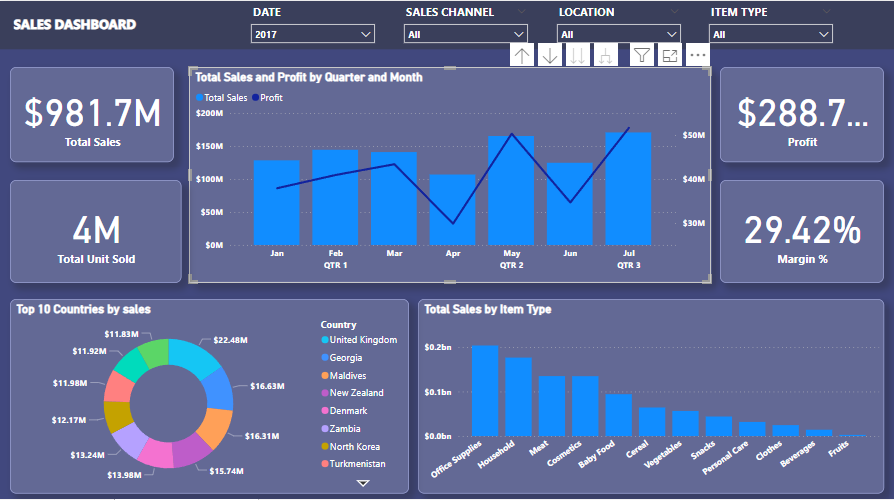 SALES DASHBOARD
DATE
2017
SALES CHANNEL
All
LOCATION
All
ITEM TYPE
All
$981.7M
Total Sales
4M
Total Unit Sold
Total Sales and Profit by Quarter and Month
Total Sales Profit
$200M
$150M
$100M
$50M
$0M
$50M
$40M
$30M
Jan Feb Mar Apr May Jun Jul
QTR 1 QTR 2 QTR 3
$288.7...
Profit
29.42%
Margin %
Top 10 Countries by sales
$22.48M
$16.63M
$16.31M
$15.74M
$13.98M
$13.24M
$12.17M
$11.98M
$11.92M
$11.83M
Country
United Kingdom
Georgia
Maldives
New Zealand
Denmark
Zambia
North Korea
Turkmenistan
Total Sales by Item Type
$0.2bn
$0.1bn
$0.0bn
Office Supplies
Household
Meat
Cosmetics
Baby Food
Cereal
Vegetables
Snacks
Personal Care
Clothes
Beverages
Fruits